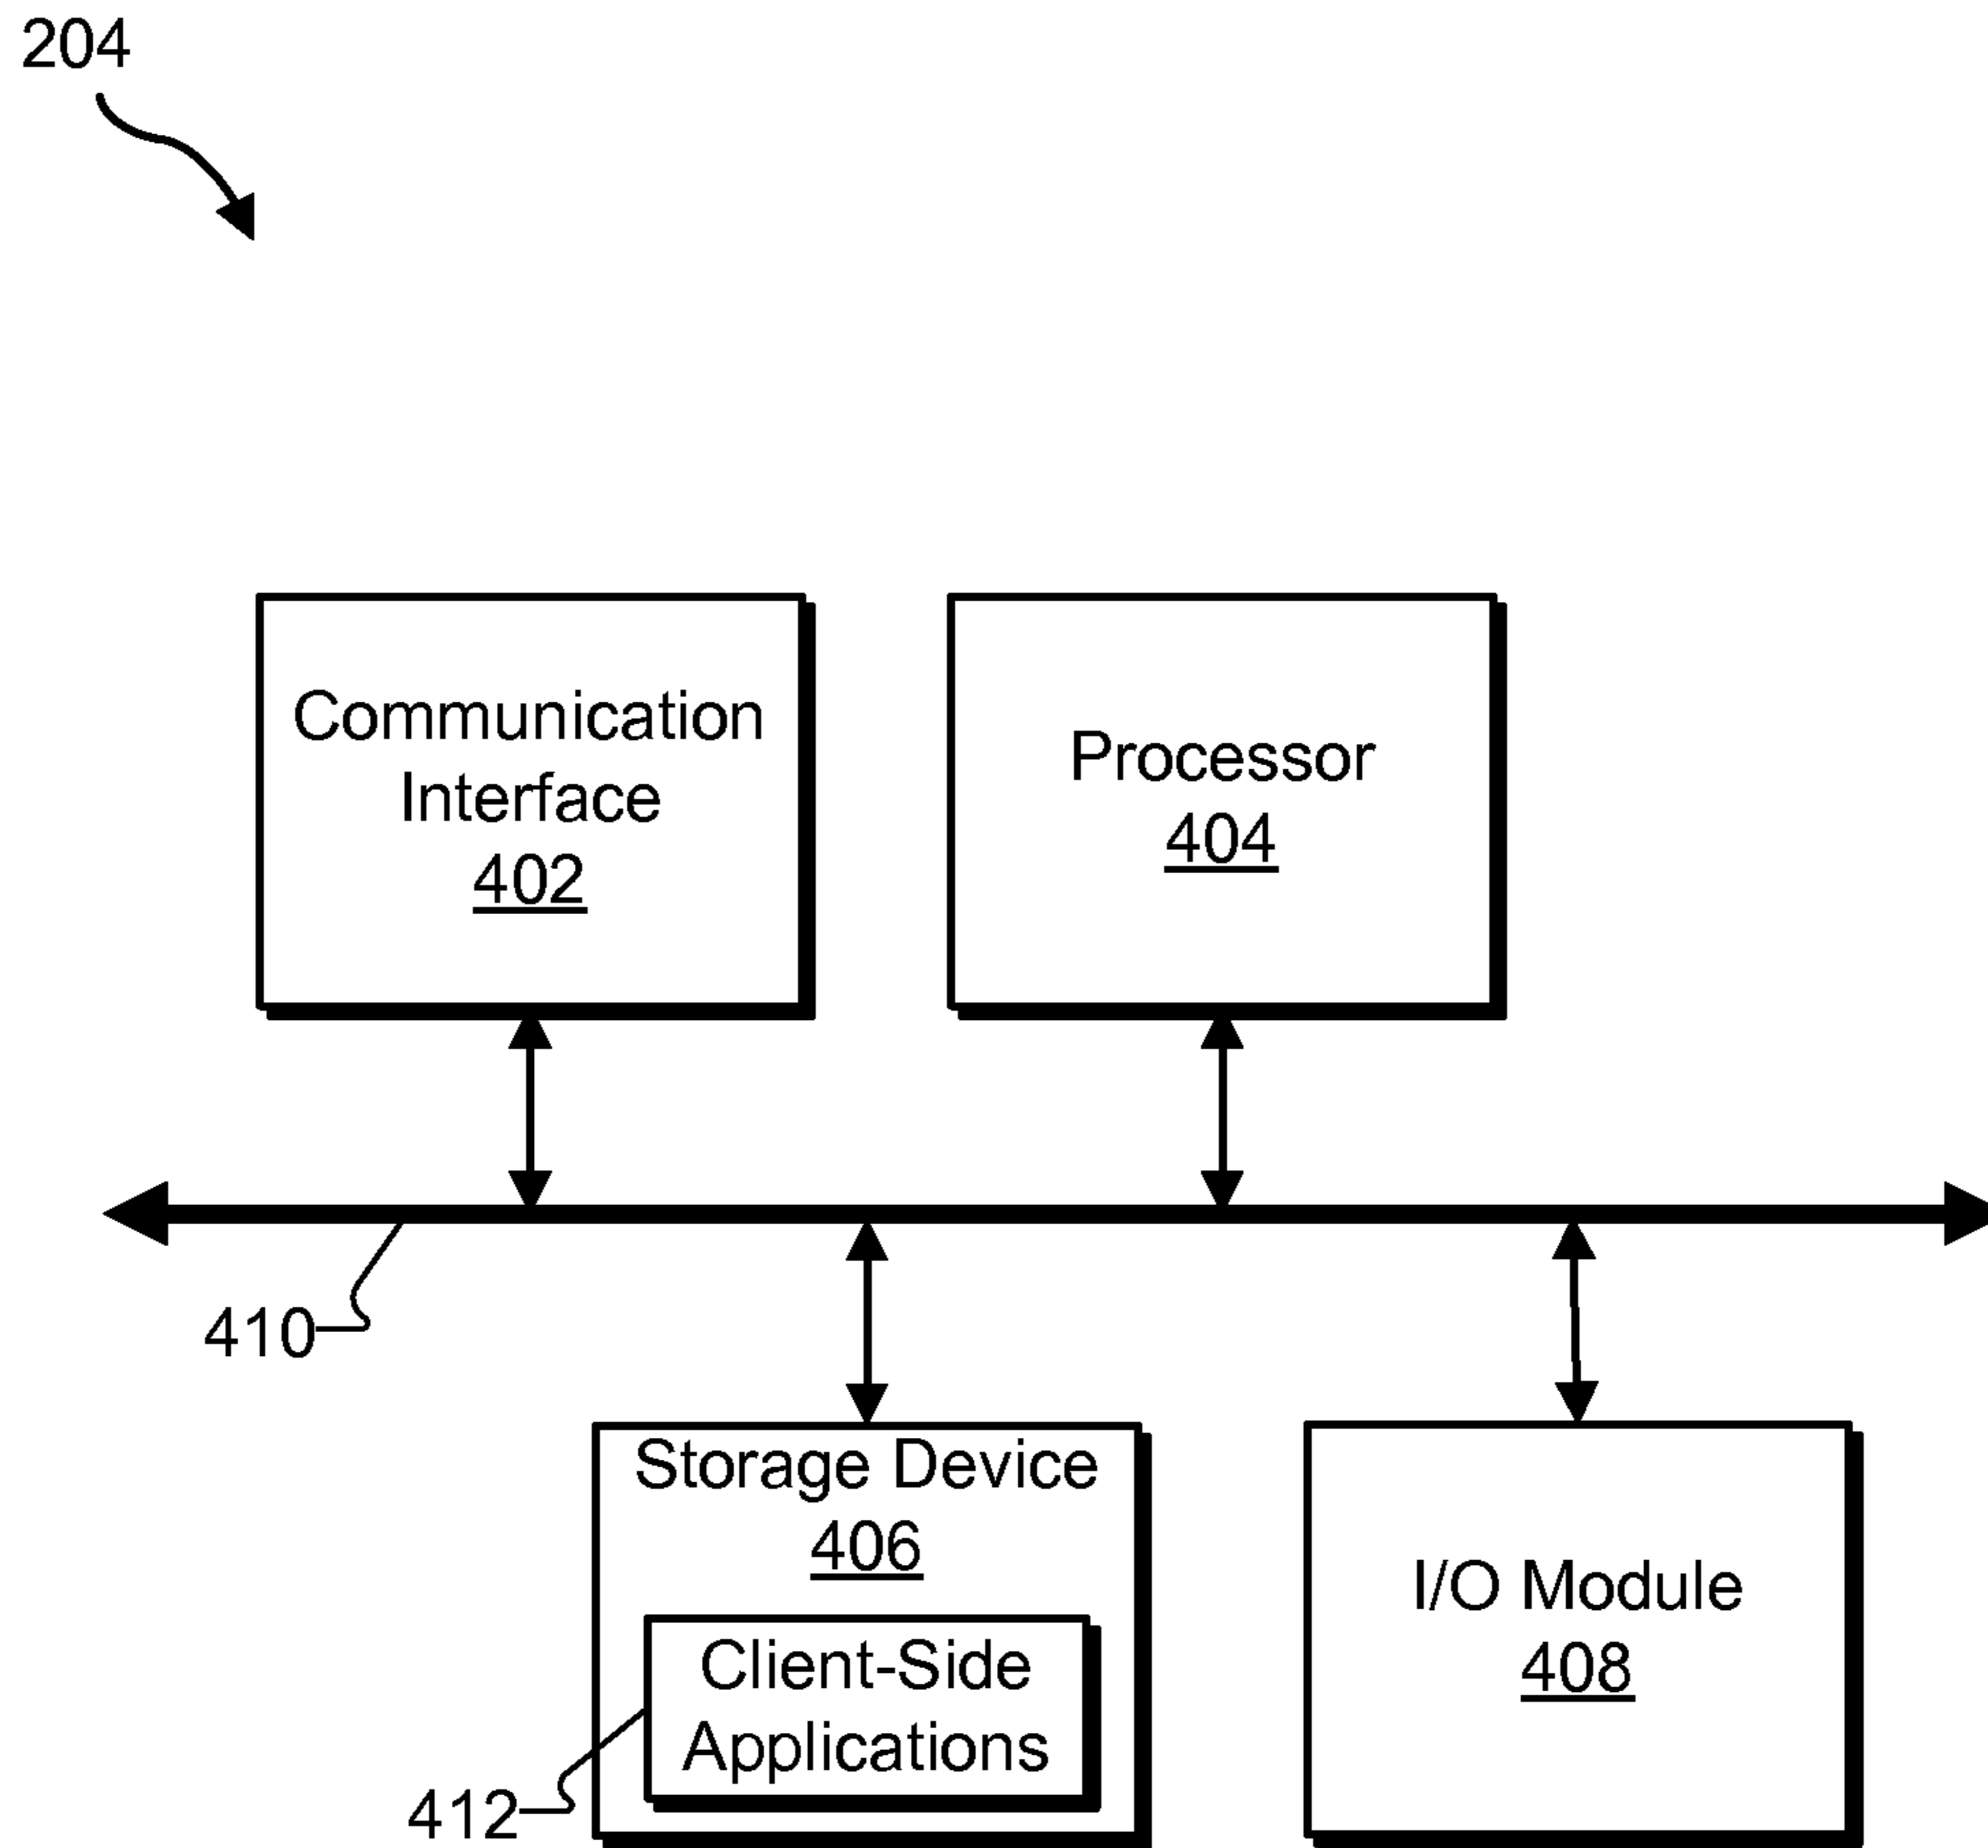 204
Communication
Interface
402
Processor
404
410
Storage Device
406
Client-Side
Applications
412
I/O Module
408